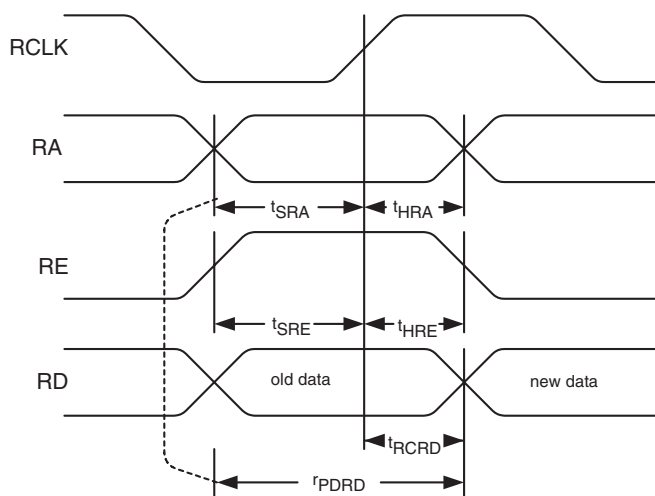 RCLK
RA
tSRA tHRA
RE
tSRE tHRE
RD old data new data
tRCRD
rPDRD